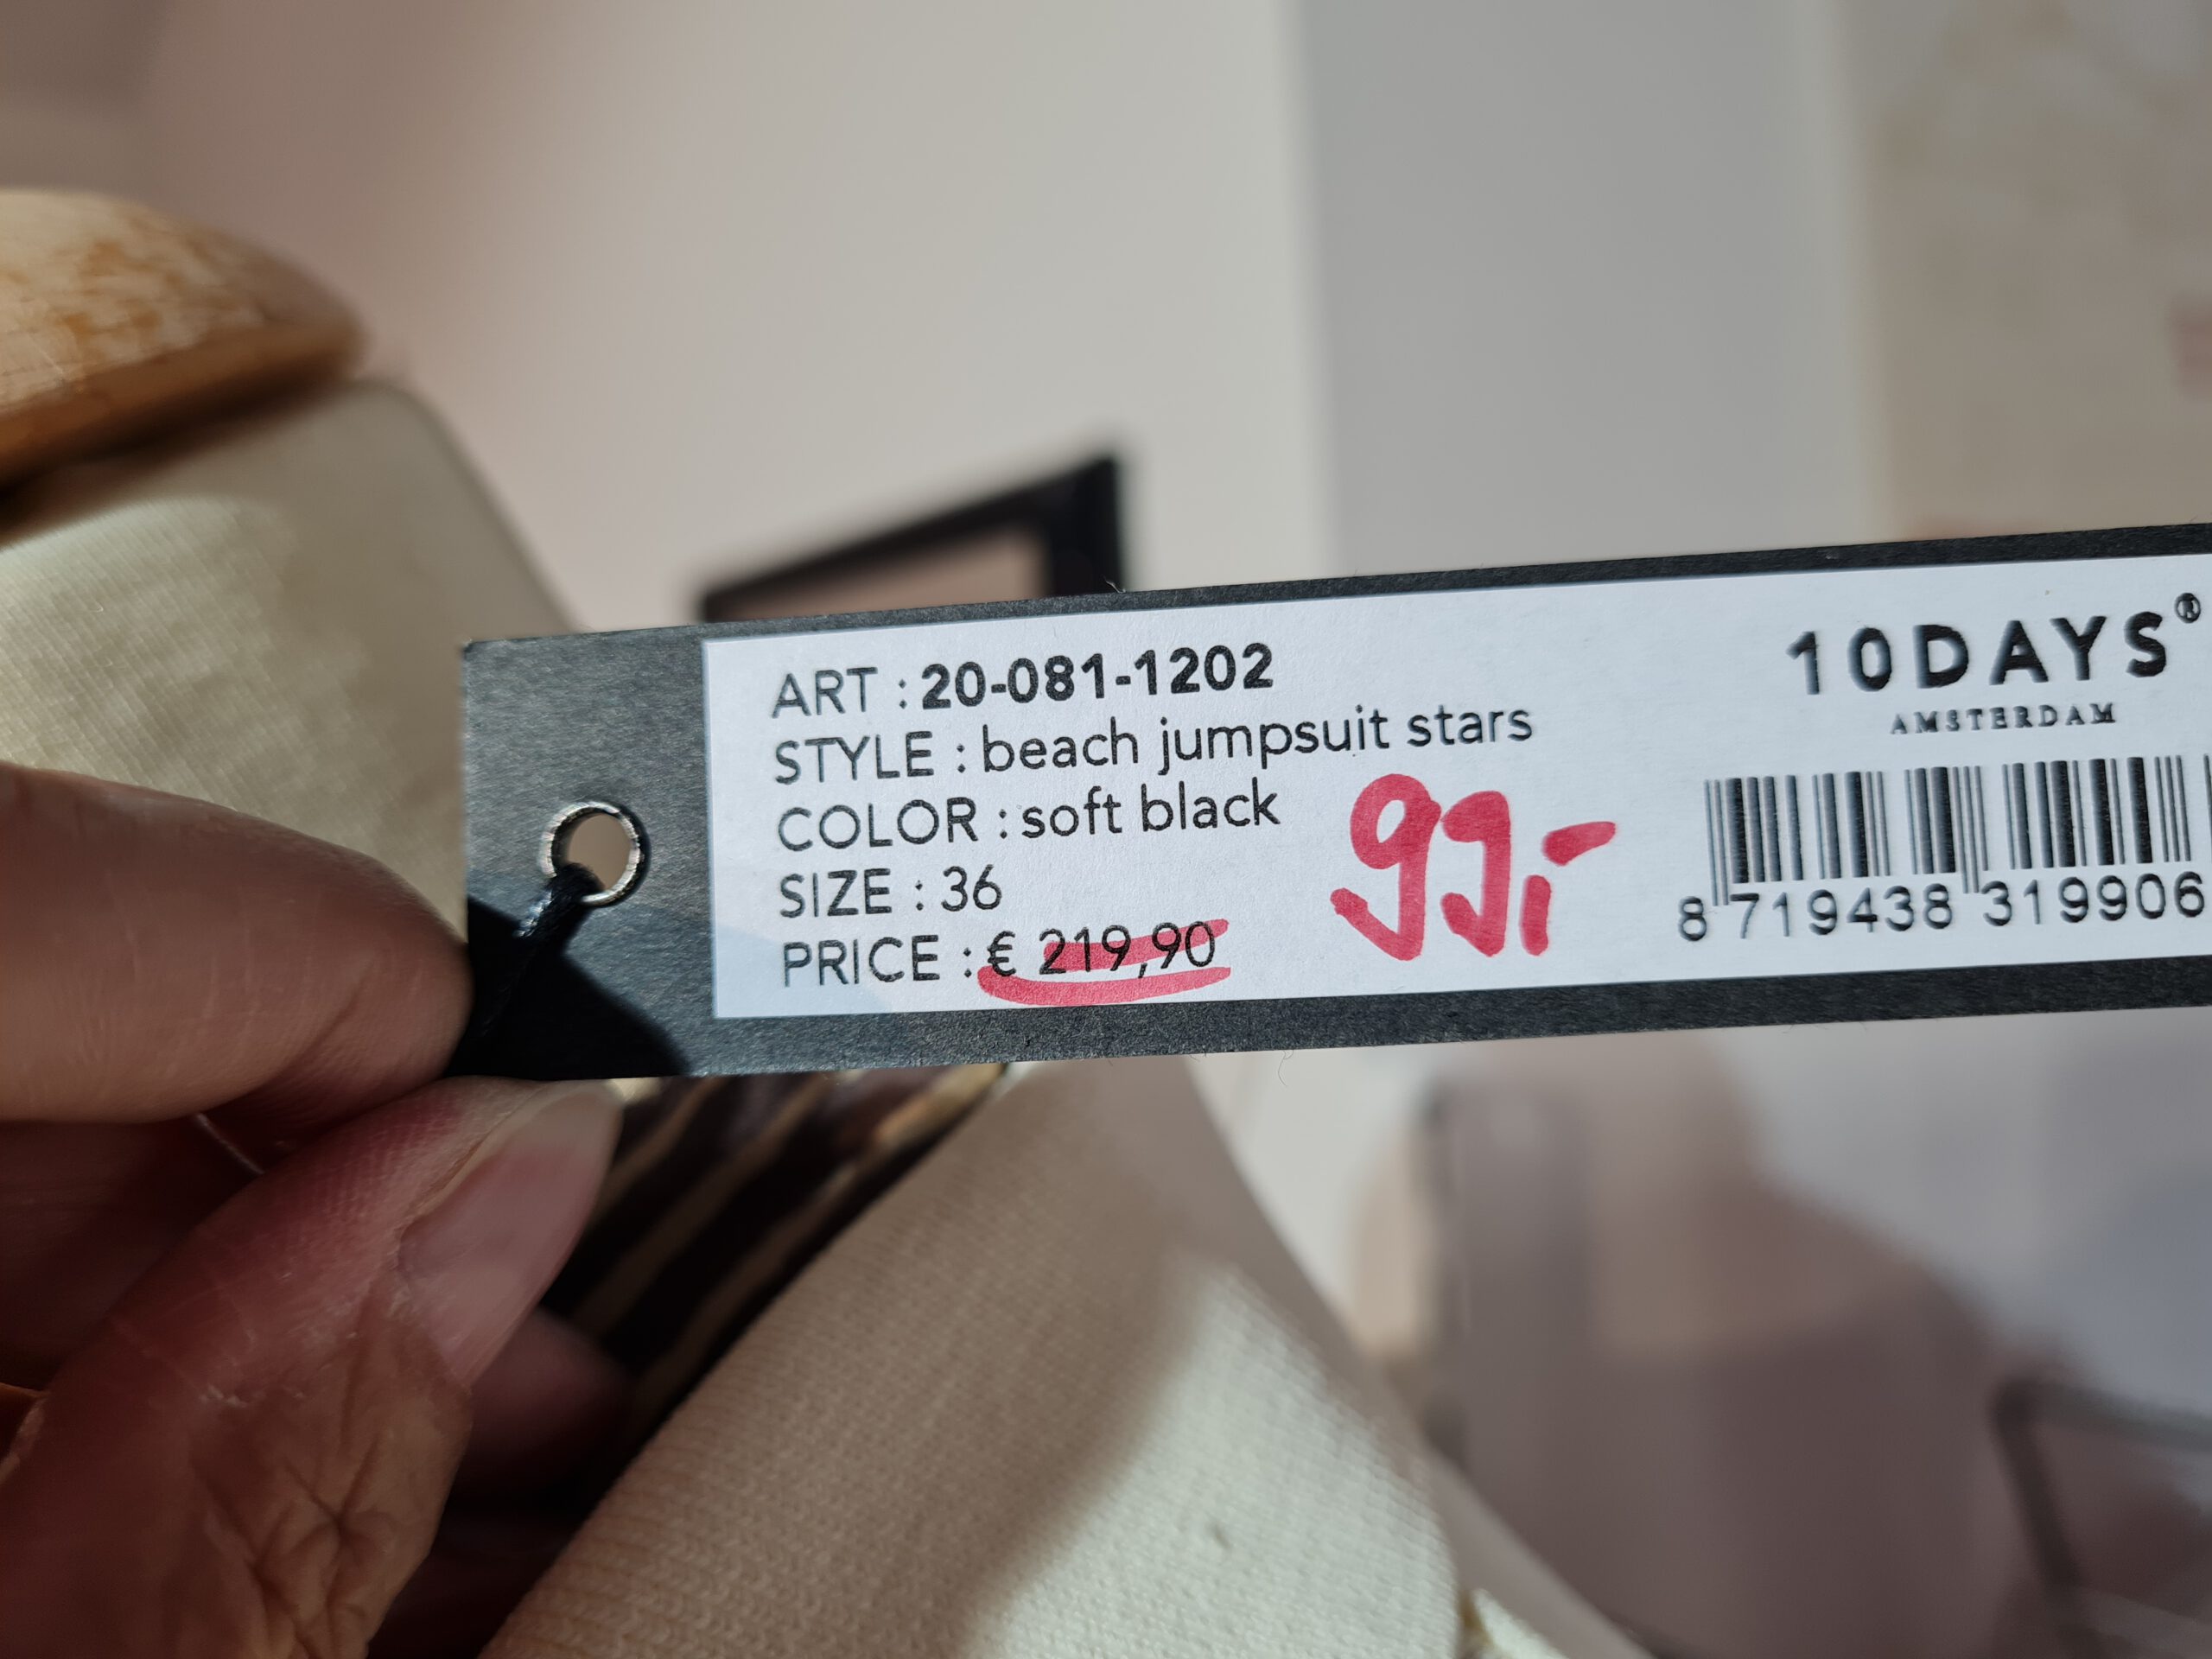 ART : 20-081-1202
STYLE : beach jumpsuit stars
COLOR : soft black
SIZE : 36
PRICE : € 219,90
99,-
10DAYS®
AMSTERDAM
8 719438 319906